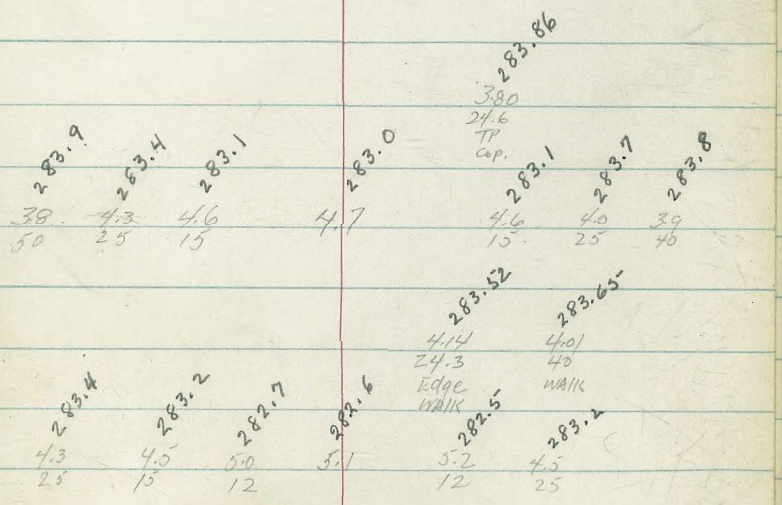 283.86
3.80
24.6
TP
Cop.
283.9 283.4 283.1 283.0 283.1 283.7 283.8
3.8 4.3 4.6 4.7 4.6 4.0 3.9
50 25 15 15 25 40
283.52 283.65
4.14 4.01
24.3 40
Edge WALK
WALK
283.4 283.2 282.7 282.6 282.5 283.2
4.3 4.5 5.0 5.1 5.2 4.5
25 15 12 12 25